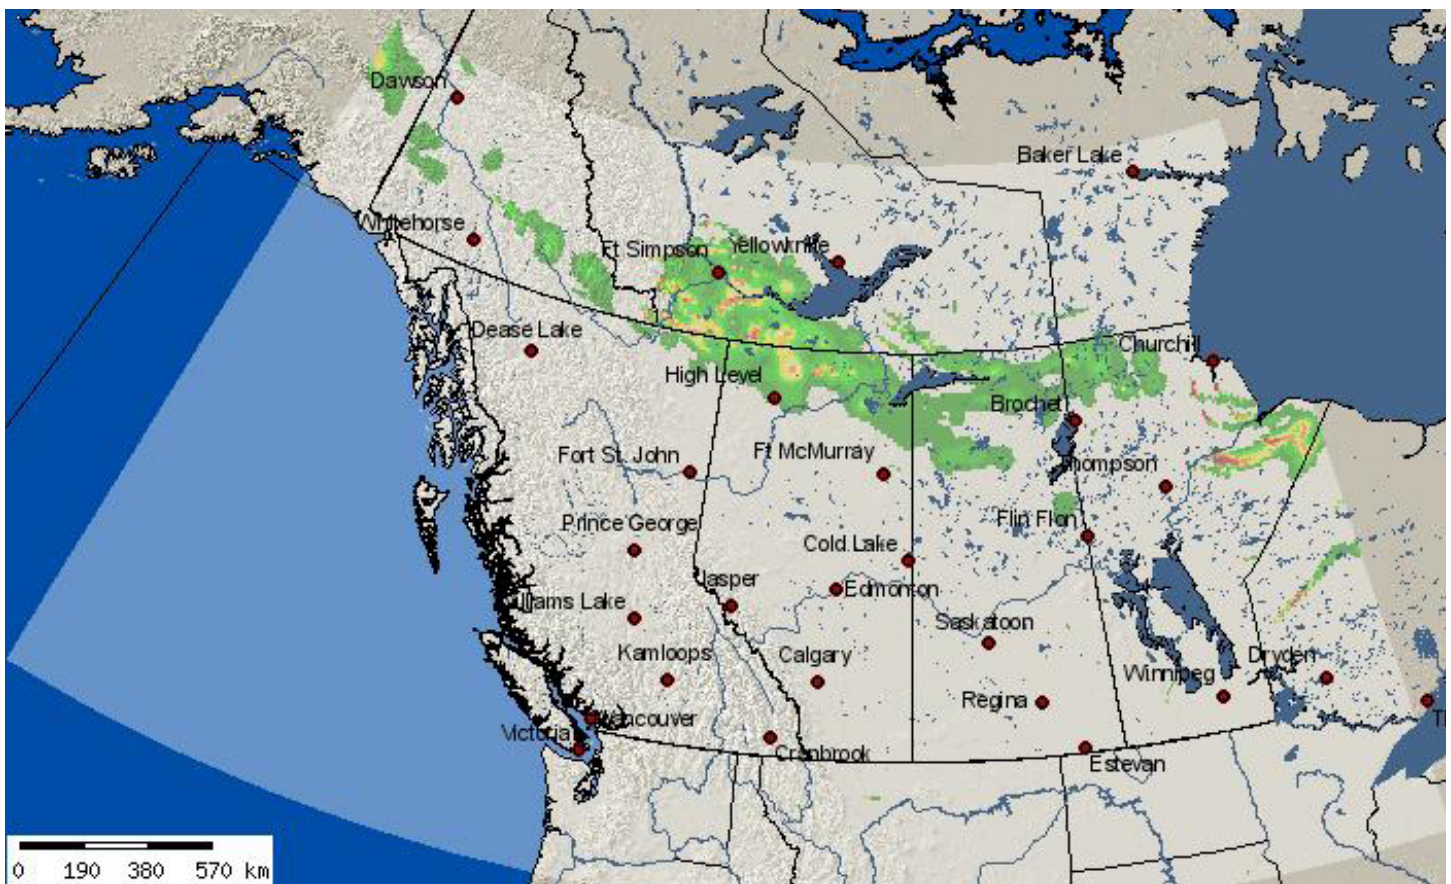 Dawson
Baker Lake
Whitehorse
Ft Simpson
Yellowknife
Dease Lake
Churchill
High Level
Brochet
Fort St. John
Ft McMurray
Thompson
Prince George
Flin Flon
Cold Lake
Jasper
Edmonton
lliams Lake
Saskatoon
Kamloops
Calgary
Dryden
Winnipeg
Regina
Vancouver
Victoria
Cranbrook
Estevan
0 190 380 570 km